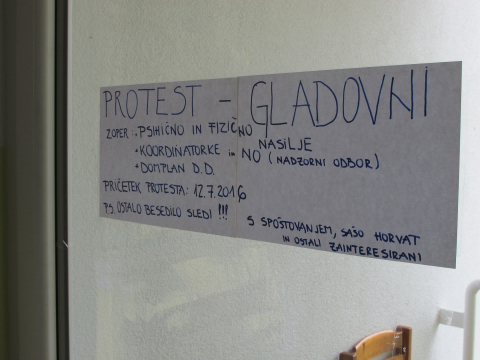 PROTEST - GLADOVNI
ZOPER: • PSIHIČNO IN FIZIČNO NASILJE
• KOORDINATORKE in NO (NADZORNI ODBOR)
• DOMPLAN D.D.
PRIČETEK PROTESTA: 12.7.2016
PS. OSTALO BESEDILO SLEDI !!!
S SPOŠTOVANJEM, SAŠO HORVAT
IN OSTALI ZAINTERESIRANI